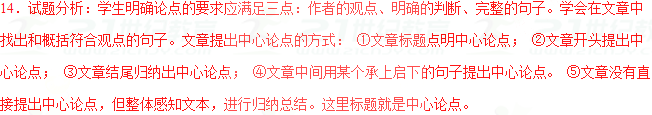 14．试题分析：学生明确论点的要求应满足三点：作者的观点、明确的判断、完整的句子。学会在文章中
找出和概括符合观点的句子。文章提出中心论点的方式： ①文章标题点明中心论点； ②文章开头提出中
心论点； ③文章结尾归纳出中心论点； ④文章中间用某个承上启下的句子提出中心论点。 ⑤文章没有直
接提出中心论点，但整体感知文本，进行归纳总结。这里标题就是中心论点。